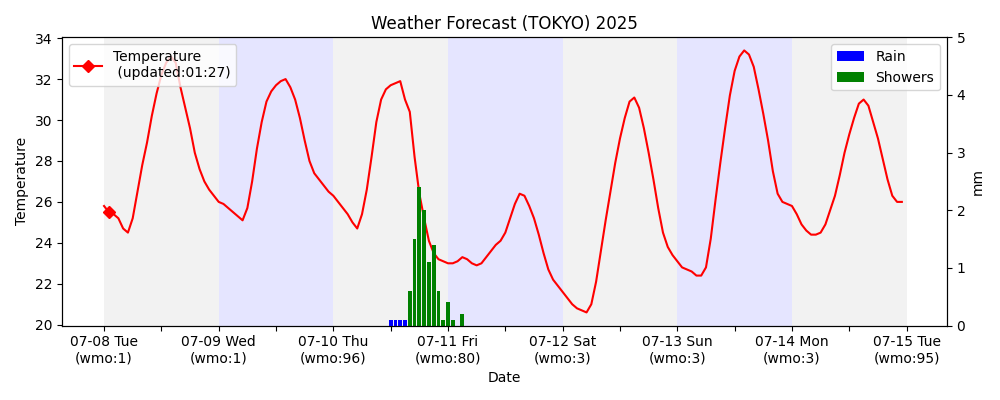 Weather Forecast (TOKYO) 2025
Temperature
(updated:01:27)
Rain
Showers
34
32
30
28
26
24
22
20
Temperature
5
4
3
2
1
0
mm
07-08 Tue
(wmo:1)
07-09 Wed
(wmo:1)
07-10 Thu
(wmo:96)
07-11 Fri
(wmo:80)
07-12 Sat
(wmo:3)
07-13 Sun
(wmo:3)
07-14 Mon
(wmo:3)
07-15 Tue
(wmo:95)
Date